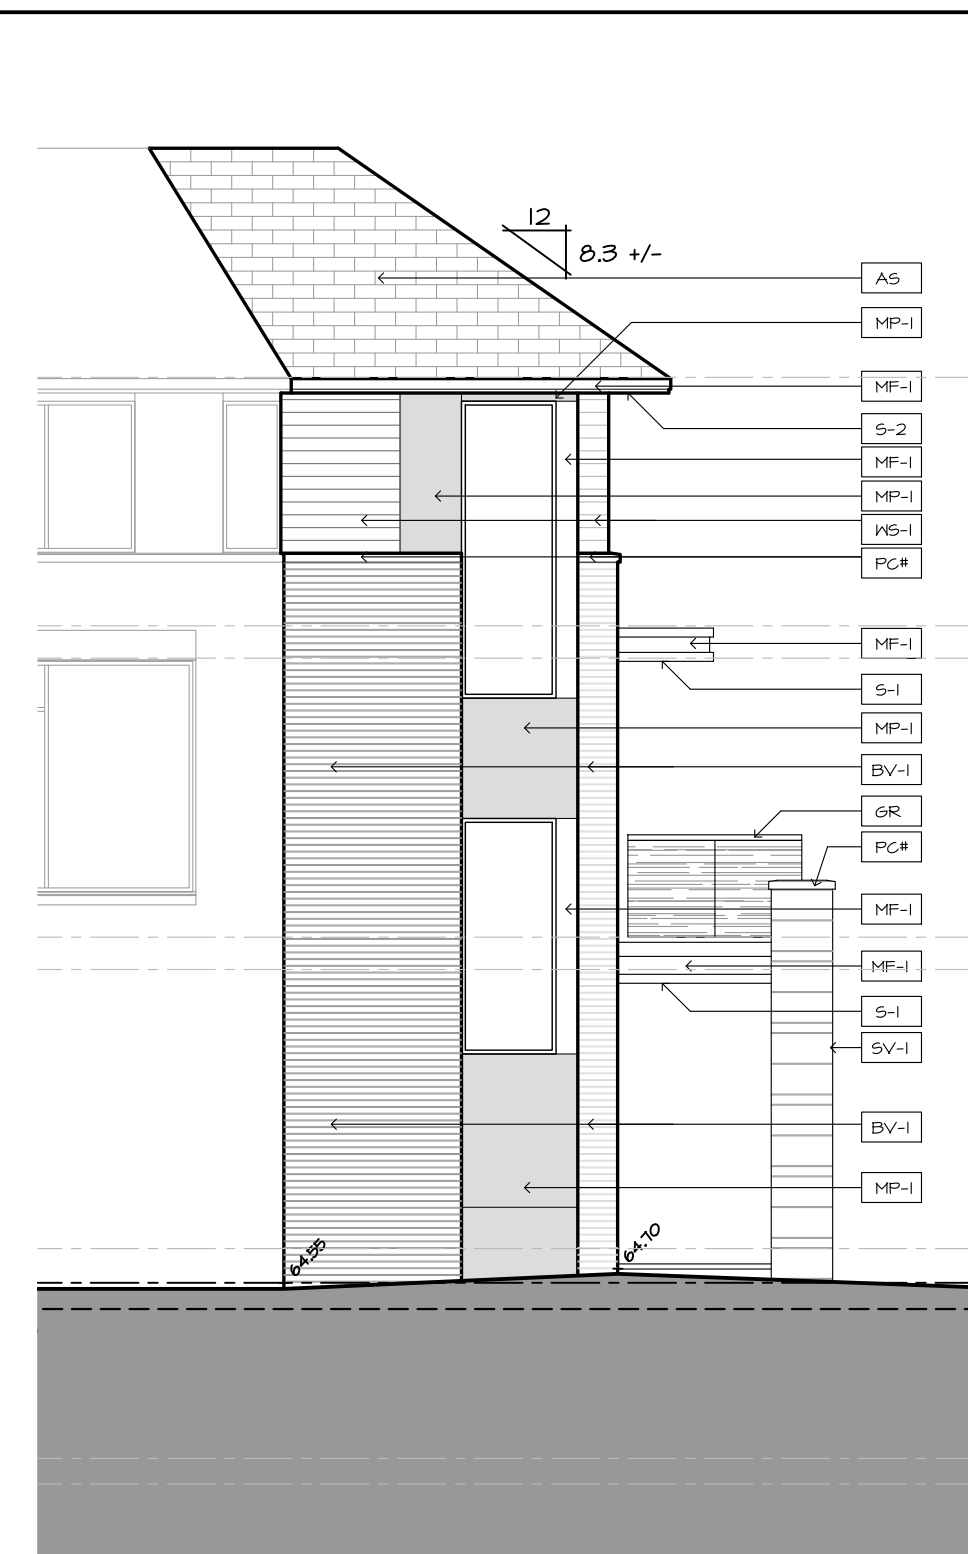 12
8.3 +/-
AS
MP-1
MF-1
S-2
MF-1
MP-1
WS-1
PC#
MF-1
S-1
MP-1
BV-1
GR
PC#
MF-1
MF-1
S-1
SV-1
BV-1
MP-1
64.55
64.70